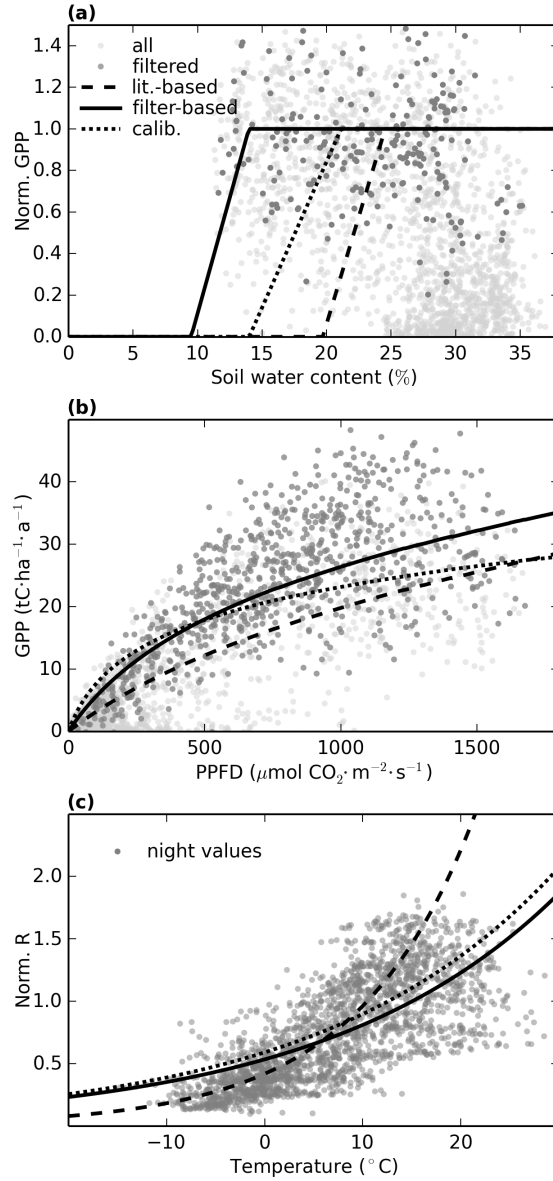 (a)
1.4
1.2
1.0
0.8
0.6
0.4
0.2
0.0
Norm. GPP
all
filtered
lit.-based
filter-based
calib.
0 5 10 15 20 25 30 35
Soil water content (%)
(b)
40
30
20
10
0
GPP (tC·ha⁻¹·a⁻¹)
0 500 1000 1500
PPFD (μmol CO₂·m⁻²·s⁻¹)
(c)
2.0
1.5
1.0
0.5
Norm. R
night values
−10 0 10 20
Temperature (°C)